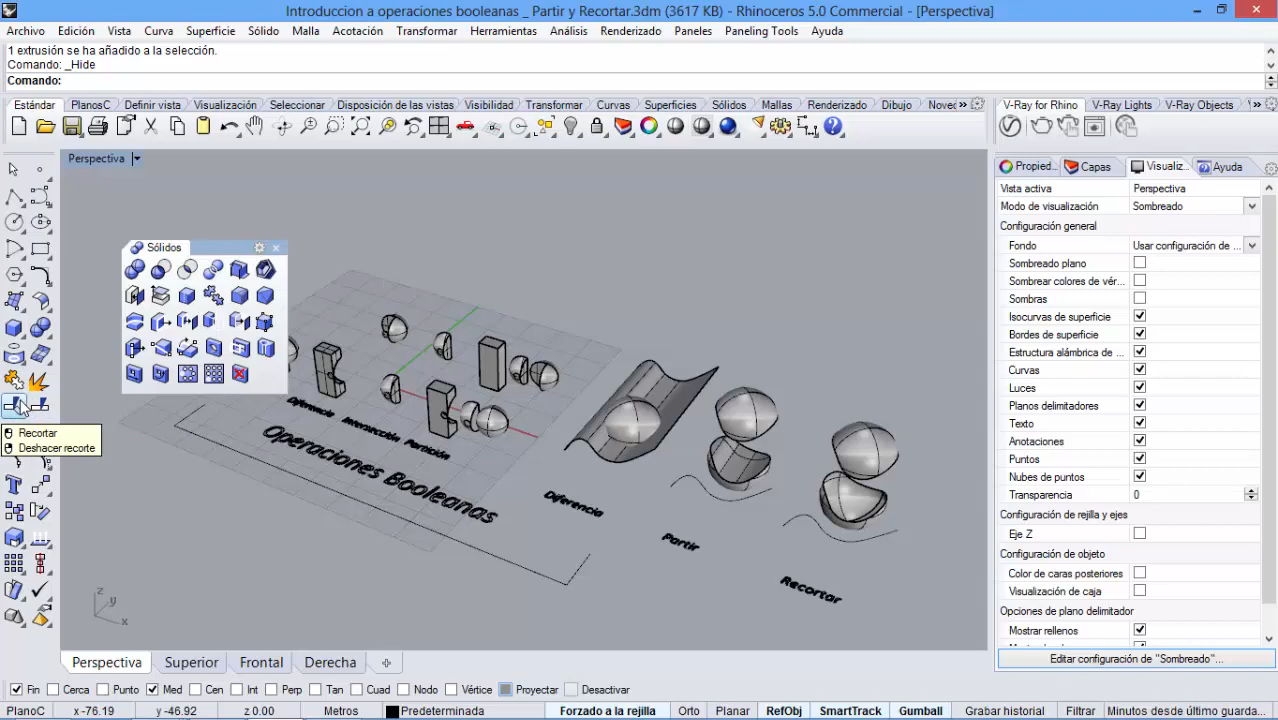 Introduccion a operaciones booleanas _ Partir y Recortar.3dm (3617 KB) - Rhinoceros 5.0 Commercial - [Perspectiva]
Archivo Edición Vista Curva Superficie Sólido Malla Acotación Transformar Herramientas Análisis Renderizado Paneles Paneling Tools Ayuda
1 extrusión se ha añadido a la selección.
Comando: _Hide
Comando:
Estándar PlanosC Definir vista Visualización Seleccionar Disposición de las vistas Visibilidad Transformar Curvas Superficies Sólidos Mallas Renderizado Dibujo Noved »
V-Ray for Rhino V-Ray Lights V-Ray Objects »
Perspectiva
Propied... Capas Visualiz... Ayuda
Vista activa Perspectiva
Modo de visualización Sombreado
Configuración general
Fondo Usar configuración de ...
Sombreado plano
Sombrear colores de vér...
Sombras
Isocurvas de superficie
Bordes de superficie
Estructura alámbrica de ...
Curvas
Luces
Planos delimitadores
Texto
Anotaciones
Puntos
Nubes de puntos
Transparencia 0
Configuración de rejilla y ejes
Eje Z
Configuración de objeto
Color de caras posteriores
Visualización de caja
Opciones de plano delimitador
Mostrar rellenos
Editar configuración de "Sombreado"...
Sólidos
Recortar
Deshacer recorte
Diferencia Intersección Partición
Operaciones Booleanas
Diferencia
Partir
Recortar
z
y
x
Perspectiva Superior Frontal Derecha
Fin Cerca Punto Med Cen Int Perp Tan Cuad Nodo Vértice Proyectar Desactivar
PlanoC x -76.19 y -46.92 z 0.00 Metros Predeterminada Forzado a la rejilla Orto Planar RefObj SmartTrack Gumball Grabar historial Filtrar Minutos desde último guarda...